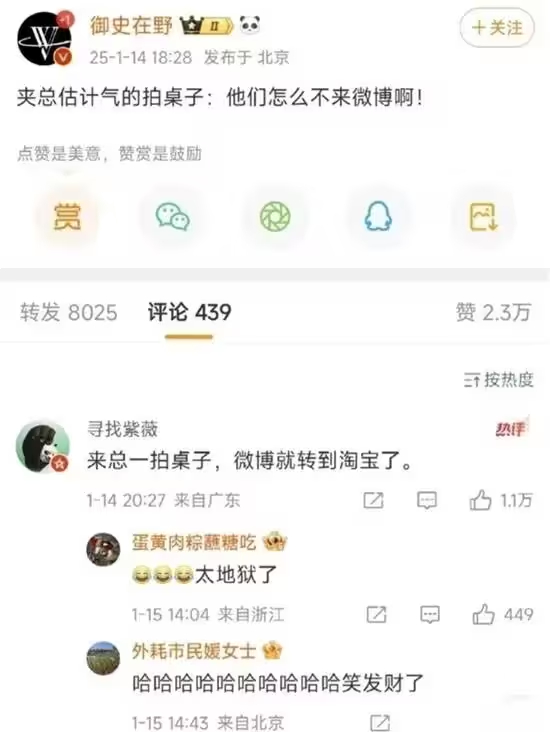 +1
御史在野 II
25-1-14 18:28 发布于 北京
+关注
夹总估计气的拍桌子：他们怎么不来微博啊！
点赞是美意，赞赏是鼓励
赏
转发 8025 评论 439 赞 2.3万
按热度
寻找紫薇
热评
来总一拍桌子，微博就转到淘宝了。
1-14 20:27 来自广东 1.1万
蛋黄肉粽蘸糖吃
😂😂😂太地狱了
1-15 14:04 来自浙江 449
外耗市民媛女士
哈哈哈哈哈哈哈哈哈哈笑发财了
1-15 14:43 来自北京